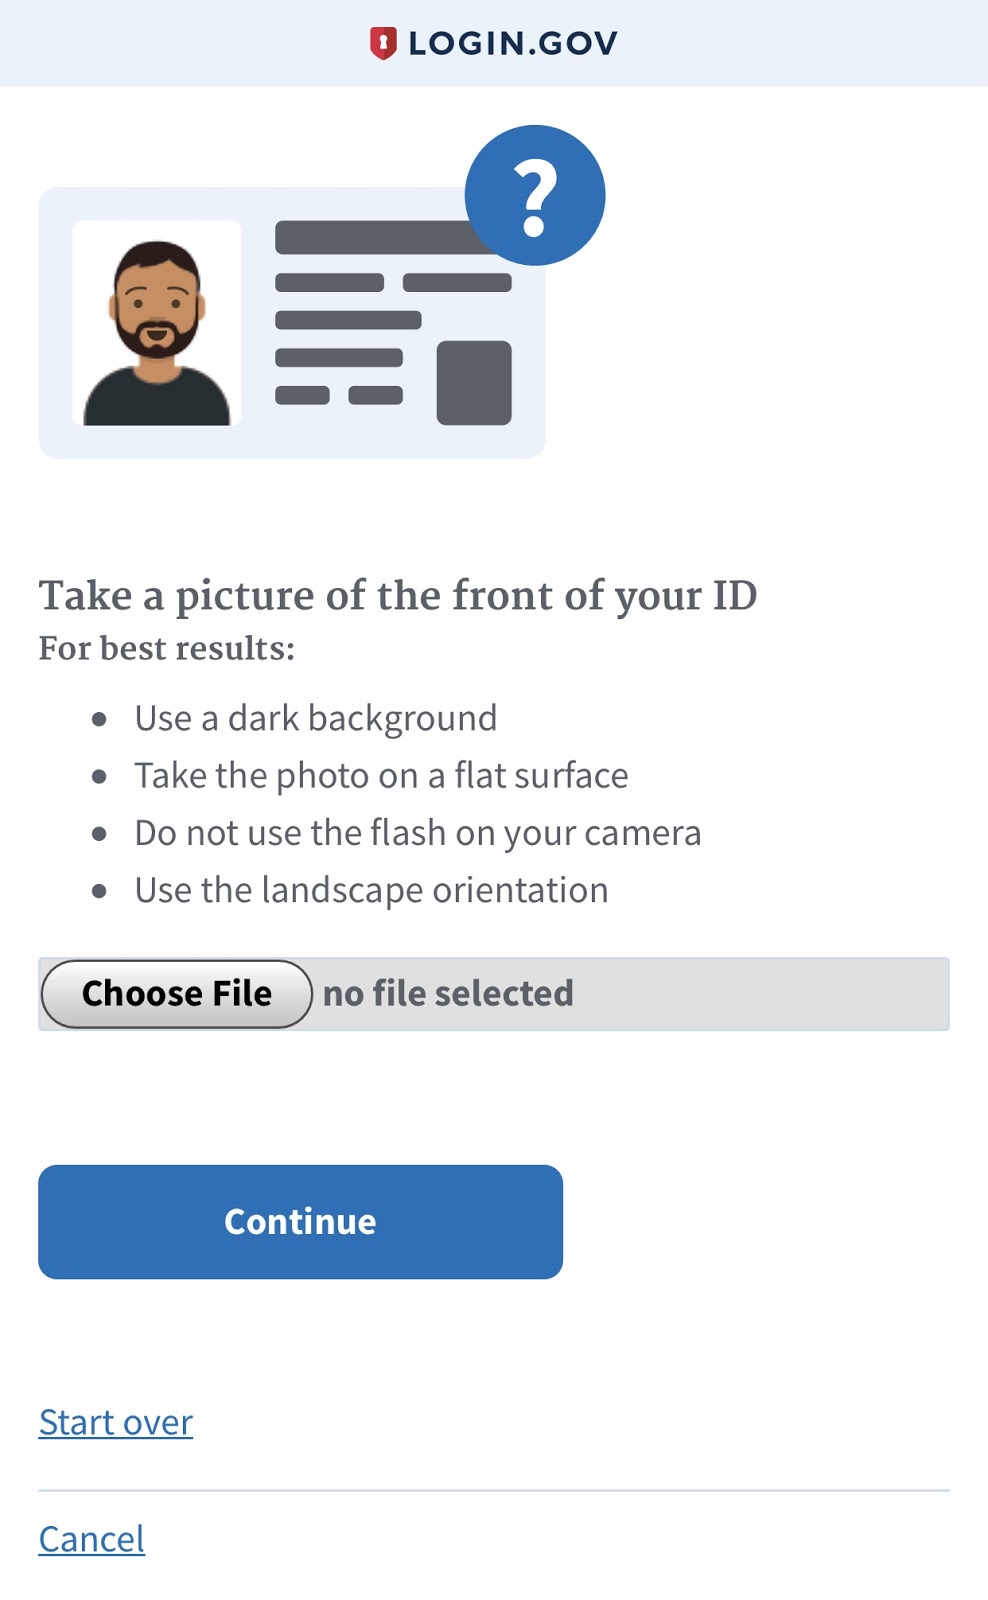 LOGIN.GOV
?
Take a picture of the front of your ID
For best results:
Use a dark background
Take the photo on a flat surface
Do not use the flash on your camera
Use the landscape orientation
Choose File no file selected
Continue
Start over
Cancel